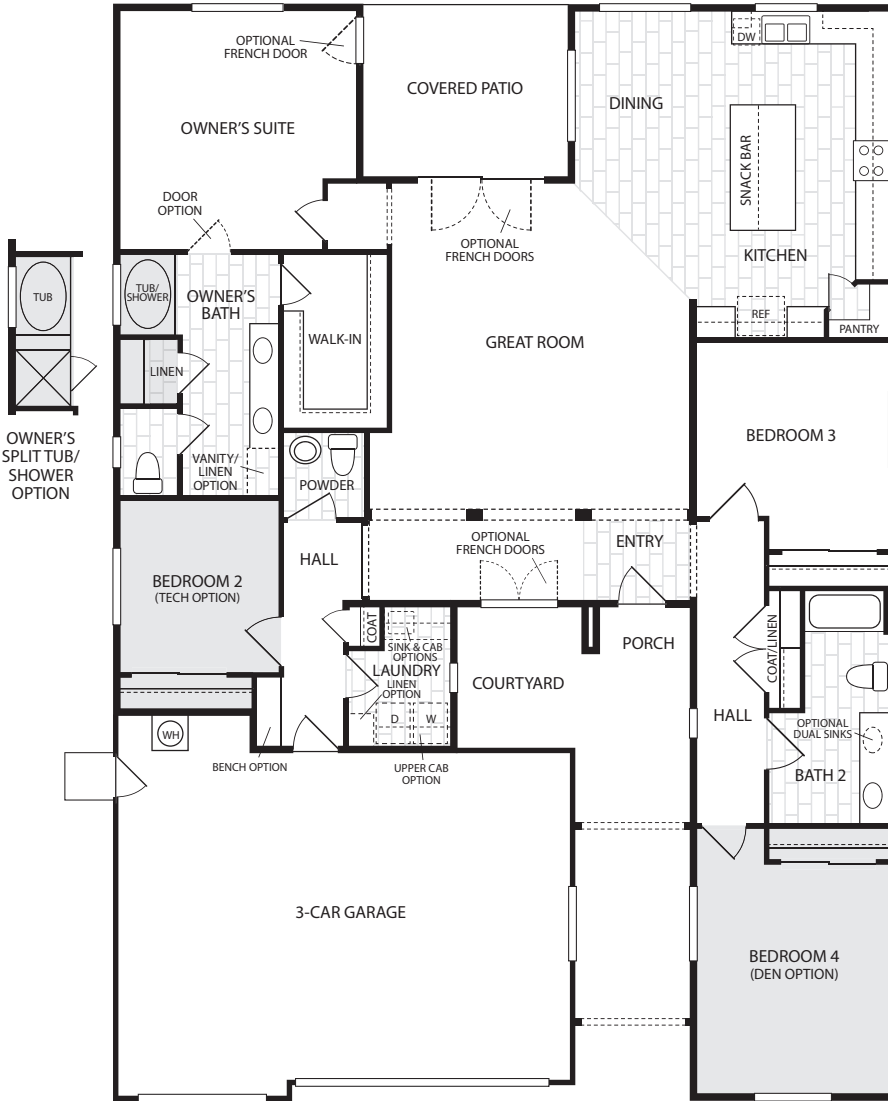 OPTIONAL
FRENCH DOOR
COVERED PATIO
DW
DINING
OWNER'S SUITE
SNACK BAR
DOOR
OPTION
OPTIONAL
FRENCH DOORS
KITCHEN
TUB
TUB/
SHOWER
OWNER'S
BATH
REF
PANTRY
WALK-IN
GREAT ROOM
LINEN
OWNER'S
SPLIT TUB/
SHOWER
OPTION
BEDROOM 3
VANITY/
LINEN
OPTION
POWDER
OPTIONAL
FRENCH DOORS
ENTRY
HALL
BEDROOM 2
(TECH OPTION)
COAT
SINK & CAB
OPTIONS
LAUNDRY
LINEN
OPTION
PORCH
COURTYARD
COAT/LINEN
D
W
HALL
OPTIONAL
DUAL SINKS
WH
BENCH OPTION
UPPER CAB
OPTION
BATH 2
3-CAR GARAGE
BEDROOM 4
(DEN OPTION)